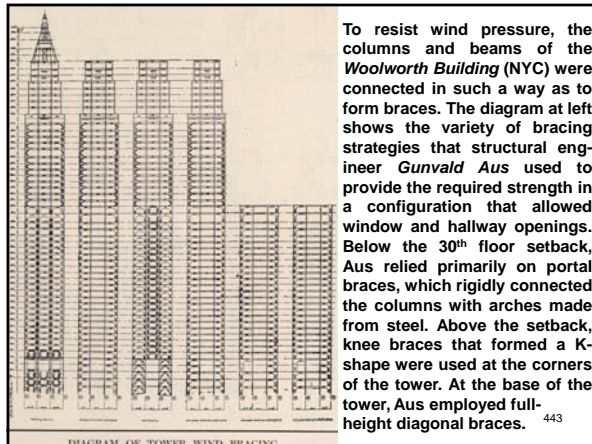 To resist wind pressure, the
columns and beams of the
Woolworth Building (NYC) were
connected in such a way as to
form braces. The diagram at left
shows the variety of bracing
strategies that structural eng-
ineer Gunvald Aus used to
provide the required strength in
a configuration that allowed
window and hallway openings.
Below the 30th floor setback,
Aus relied primarily on portal
braces, which rigidly connected
the columns with arches made
from steel. Above the setback,
knee braces that formed a K-
shape were used at the corners
of the tower. At the base of the
tower, Aus employed full-
height diagonal braces.
443
DIAGRAM OF TOWER WIND BRACING